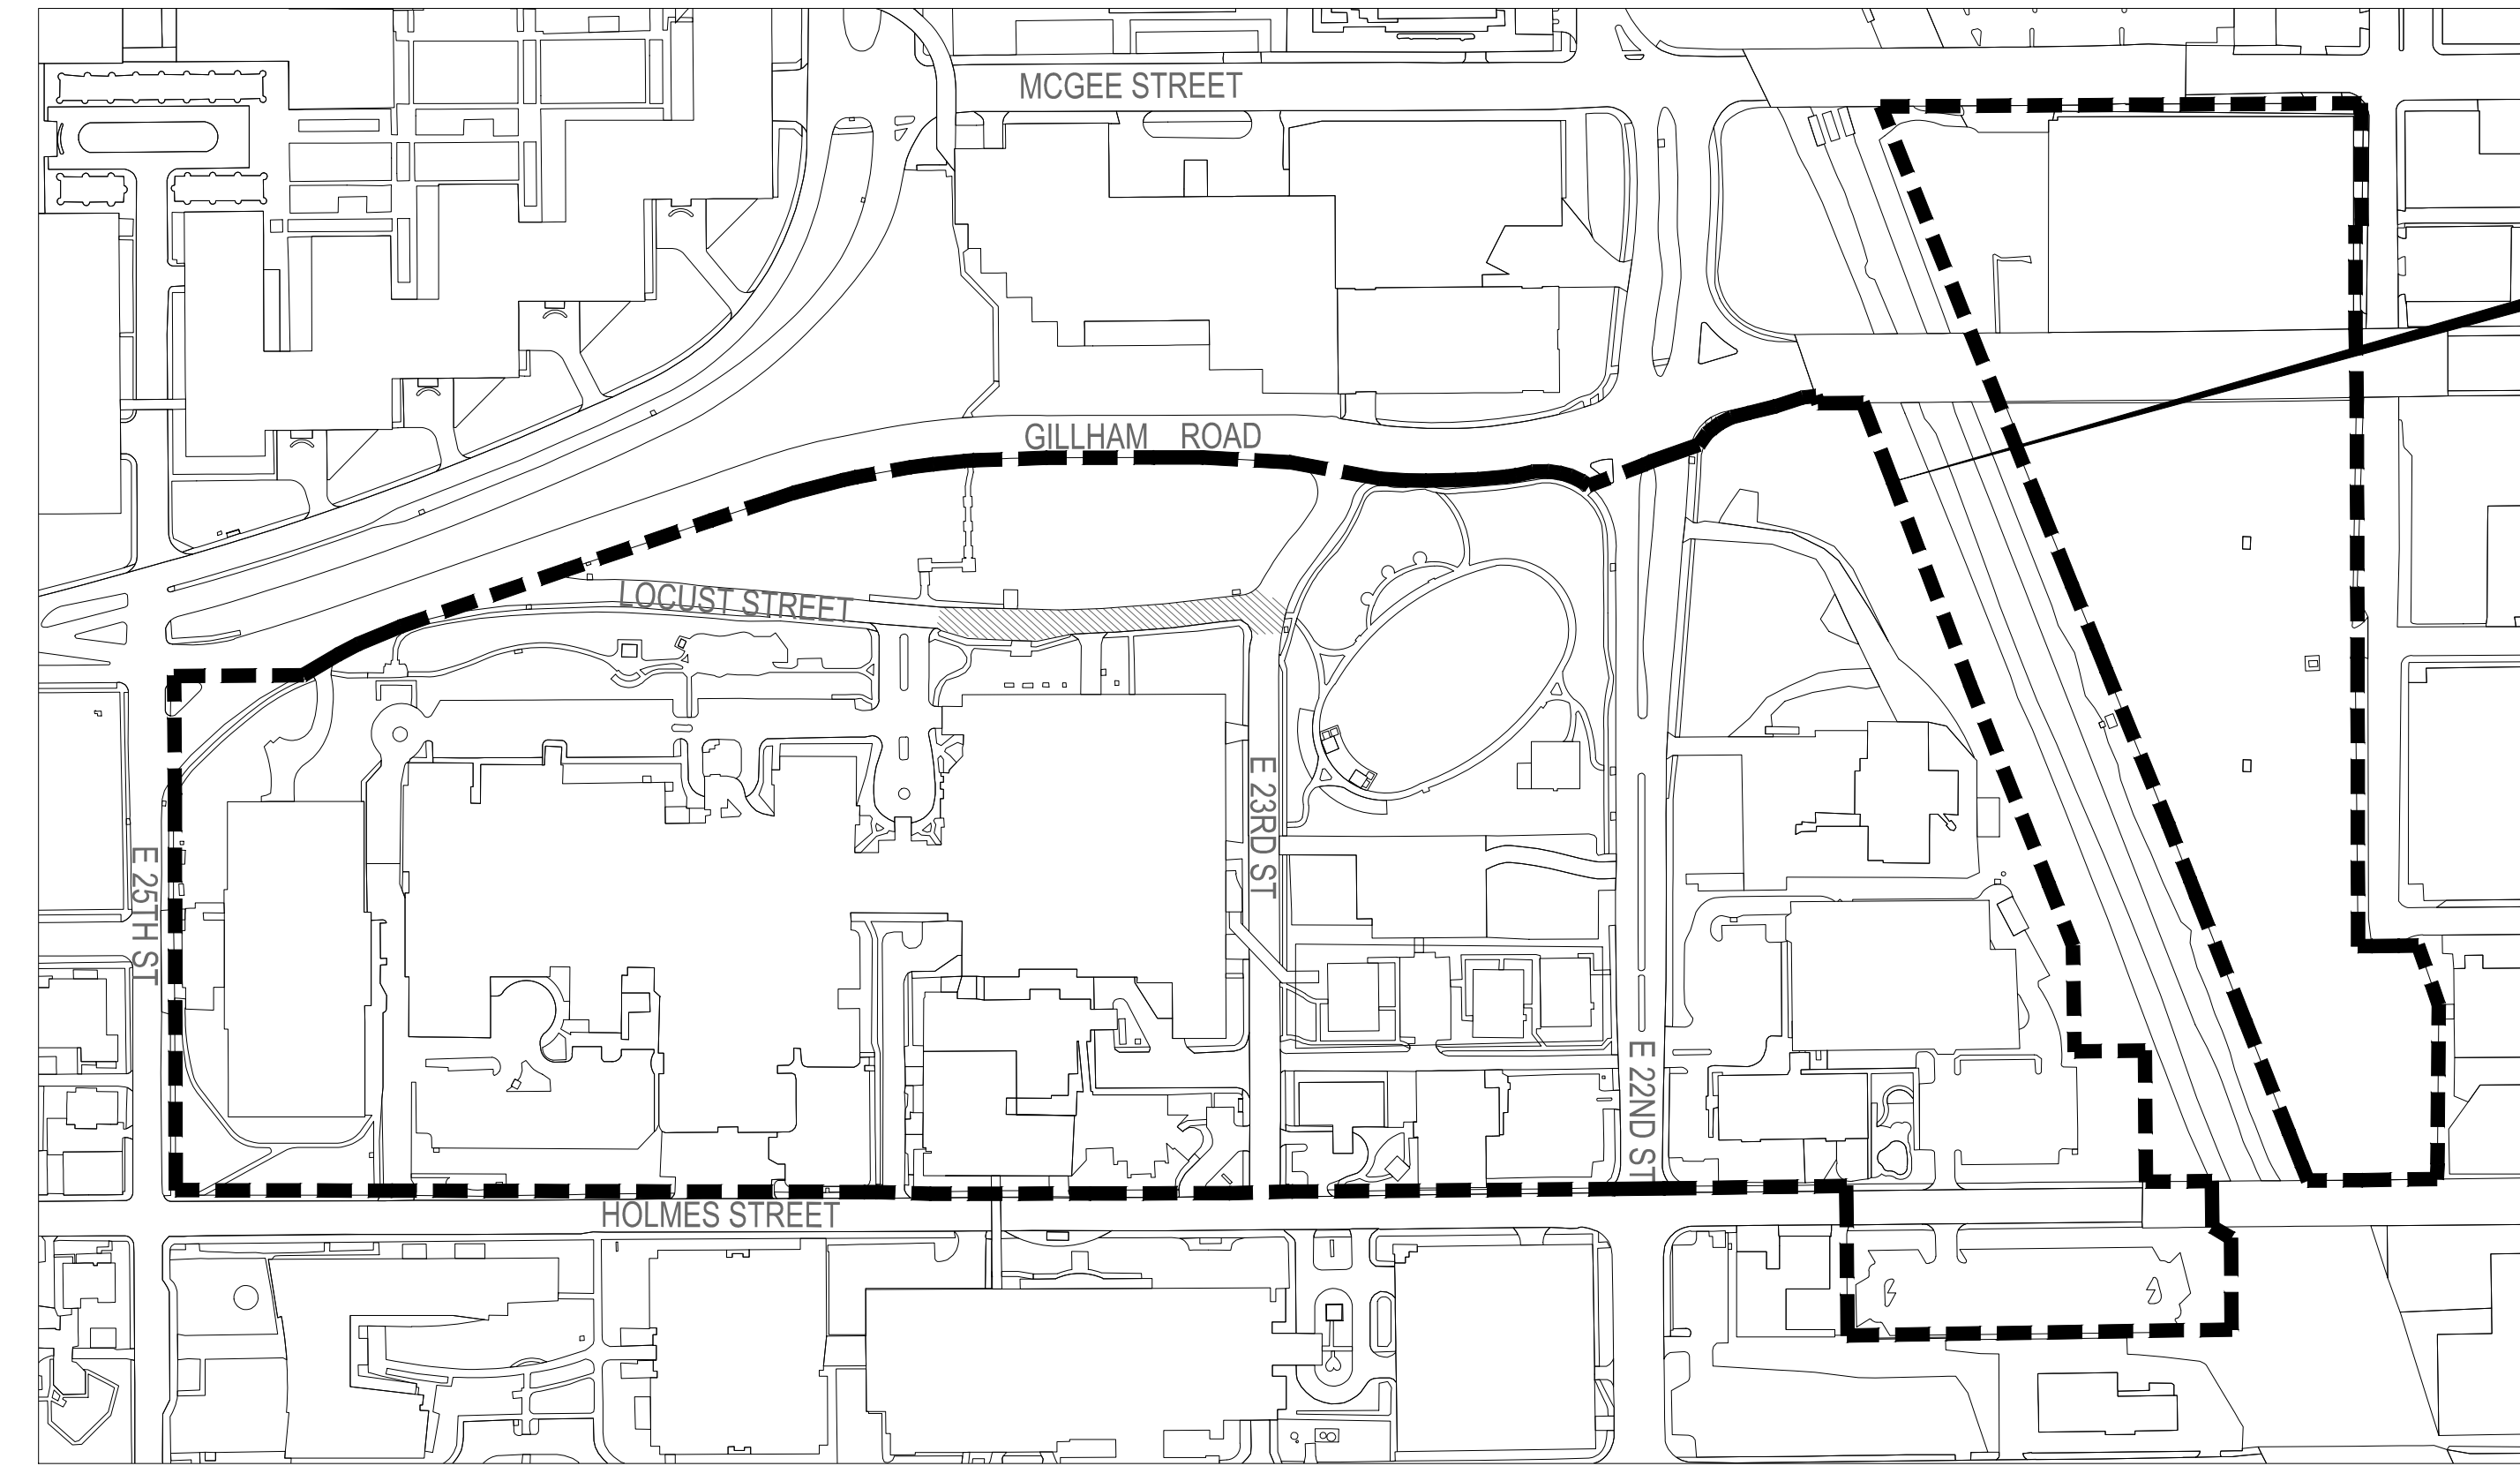 MCGEE STREET
GILLHAM ROAD
LOCUST STREET
E 23RD ST
E 25TH ST
E 22ND ST
HOLMES STREET